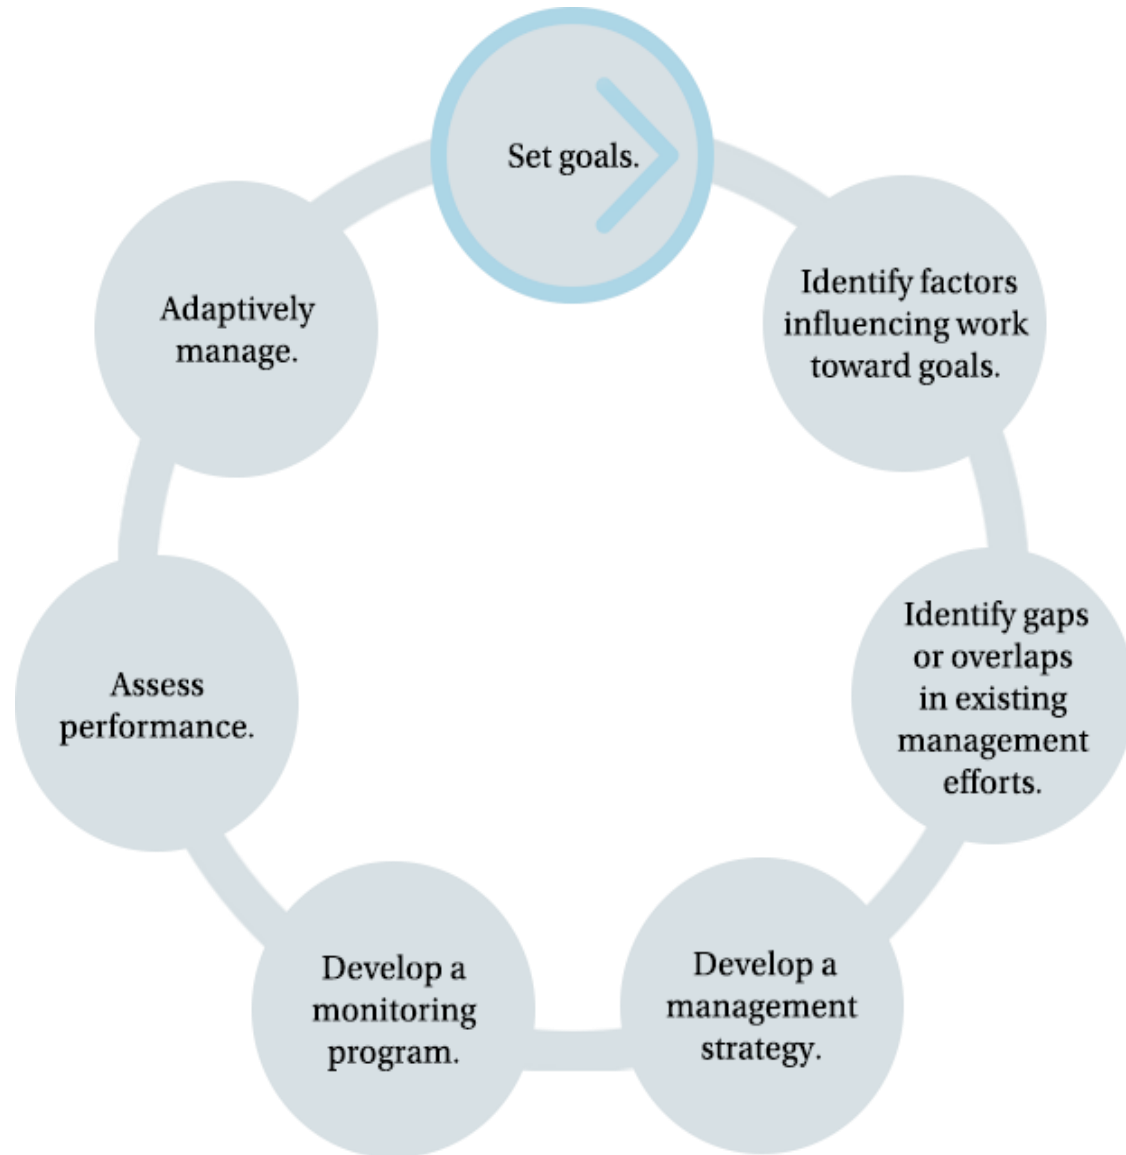 Set goals.
Identify factors
influencing work
toward goals.
Identify gaps
or overlaps
in existing
management
efforts.
Develop a
management
strategy.
Develop a
monitoring
program.
Assess
performance.
Adaptively
manage.